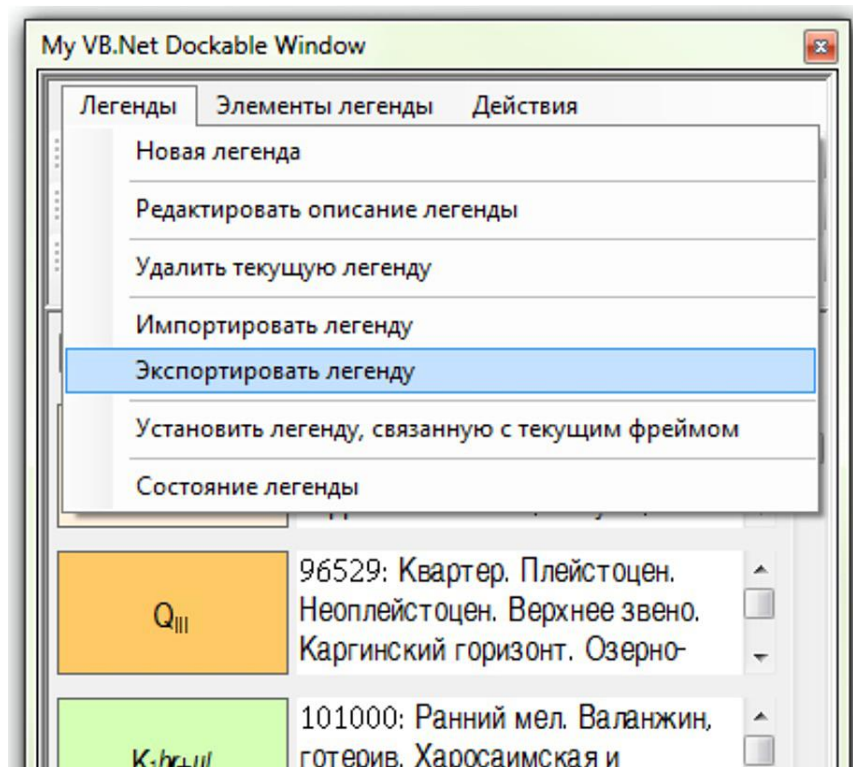 My VB.Net Dockable Window
Легенды Элементы легенды Действия
Новая легенда
Редактировать описание легенды
Удалить текущую легенду
Импортировать легенду
Экспортировать легенду
Установить легенду, связанную с текущим фреймом
Состояние легенды
QIII
96529: Квартер. Плейстоцен.
Неоплейстоцен. Верхнее звено.
Каргинский горизонт. Озерно-
101000: Ранний мел. Валанжин,
готерив. Харосаимская и